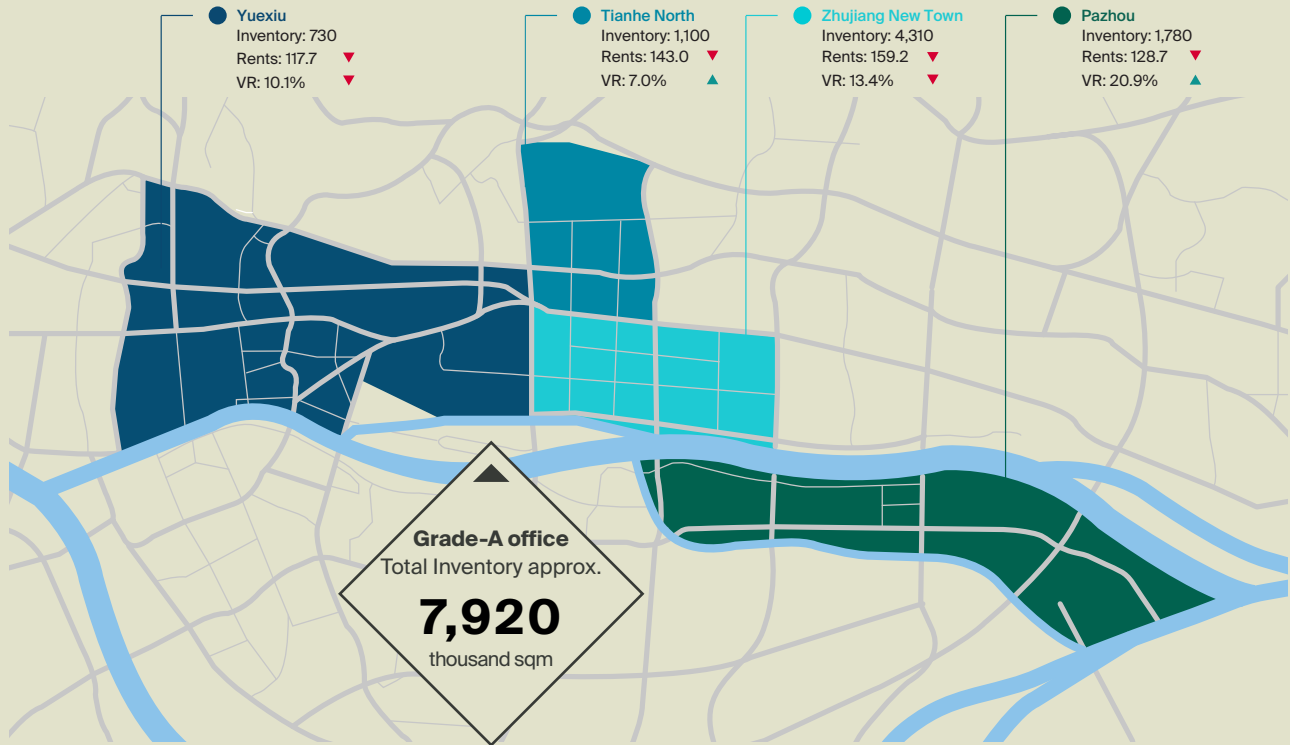 Yuexiu
Inventory: 730
Rents: 117.7 ▼
VR: 10.1% ▼
Tianhe North
Inventory: 1,100
Rents: 143.0 ▼
VR: 7.0% ▲
Zhujiang New Town
Inventory: 4,310
Rents: 159.2 ▼
VR: 13.4% ▼
Pazhou
Inventory: 1,780
Rents: 128.7 ▼
VR: 20.9% ▲
Grade-A office
Total Inventory approx.
7,920
thousand sqm